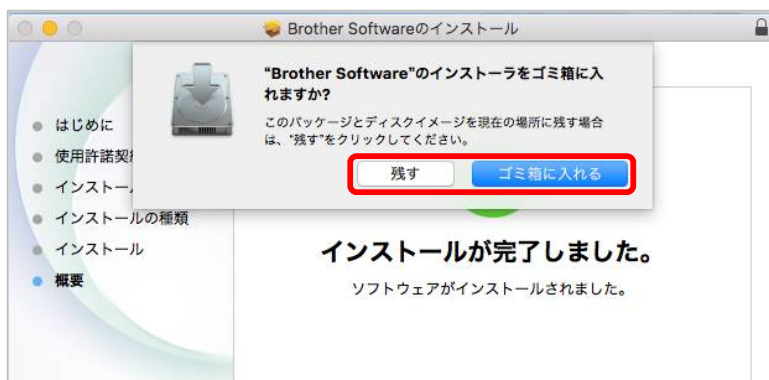 Brother Softwareのインストール
“Brother Software”のインストーラをゴミ箱に入
れますか?
このパッケージとディスクイメージを現在の場所に残す場合
は、“残す”をクリックしてください。
残す
ゴミ箱に入れる
はじめに
使用許諾契
インストー
インストールの種類
インストール
概要
インストールが完了しました。
ソフトウェアがインストールされました。